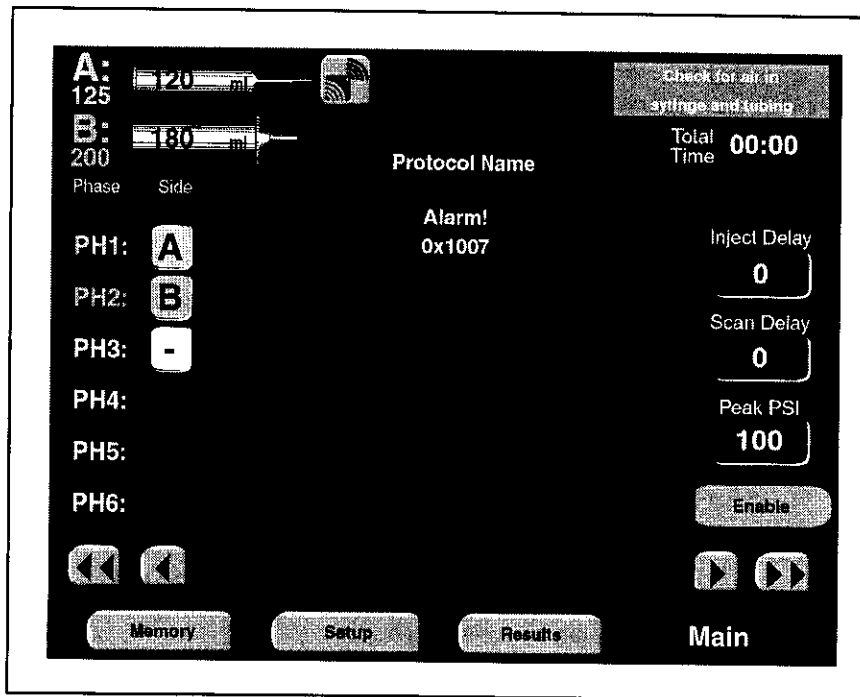 A:
125
120 ml
B:
200
180 ml
Check for air in
syringe and tubing
Total
Time 00:00
Protocol Name
Phase Side
Alarm!
0x1007
PH1: A
PH2: B
PH3: -
PH4:
PH5:
PH6:
Inject Delay
0
Scan Delay
0
Peak PSI
100
Enable
Memory Setup Results Main